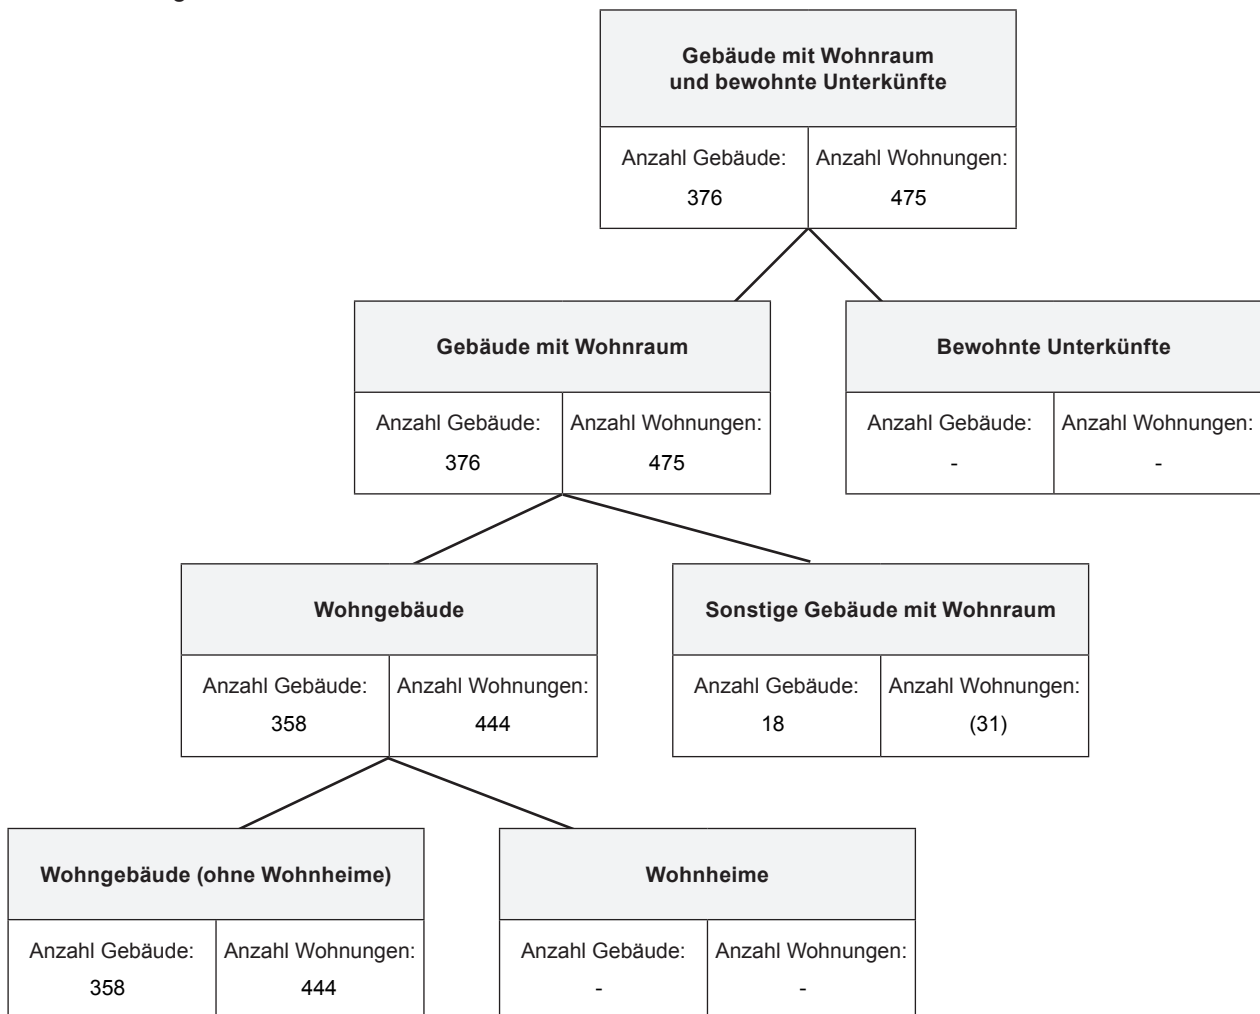 Gebäude mit Wohnraum
und bewohnte Unterkünfte
Anzahl Gebäude: Anzahl Wohnungen:
376 475
Gebäude mit Wohnraum
Anzahl Gebäude: Anzahl Wohnungen:
376 475
Bewohnte Unterkünfte
Anzahl Gebäude: Anzahl Wohnungen:
- -
Wohngebäude
Anzahl Gebäude: Anzahl Wohnungen:
358 444
Sonstige Gebäude mit Wohnraum
Anzahl Gebäude: Anzahl Wohnungen:
18 (31)
Wohngebäude (ohne Wohnheime)
Anzahl Gebäude: Anzahl Wohnungen:
358 444
Wohnheime
Anzahl Gebäude: Anzahl Wohnungen:
- -